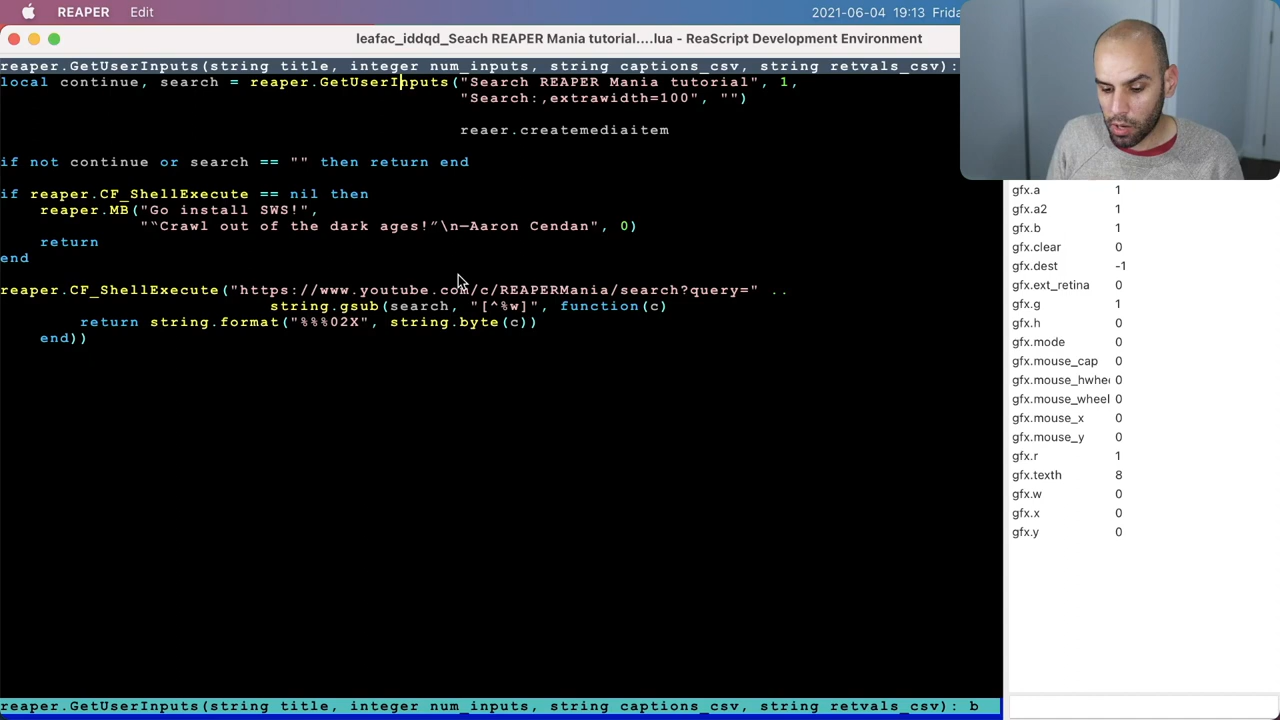 REAPER Edit 2021-06-04 19:13 Frida
leafac_iddqd_Seach REAPER Mania tutorial....lua - ReaScript Development Environment
reaper.GetUserInputs(string title, integer num_inputs, string captions_csv, string retvals_csv):
local continue, search = reaper.GetUserInputs("Search REAPER Mania tutorial", 1,
"Search:,extrawidth=100", "")
reaer.createmediaitem
if not continue or search == "" then return end
if reaper.CF_ShellExecute == nil then
reaper.MB("Go install SWS!",
"“Crawl out of the dark ages!”\n—Aaron Cendan", 0)
return
end
reaper.CF_ShellExecute("https://www.youtube.com/c/REAPERMania/search?query=" ..
string.gsub(search, "[^%w]", function(c)
return string.format("%%%02X", string.byte(c))
end))
gfx.a 1
gfx.a2 1
gfx.b 1
gfx.clear 0
gfx.dest -1
gfx.ext_retina 0
gfx.g 1
gfx.h 0
gfx.mode 0
gfx.mouse_cap 0
gfx.mouse_hwhee 0
gfx.mouse_wheel 0
gfx.mouse_x 0
gfx.mouse_y 0
gfx.r 1
gfx.texth 8
gfx.w 0
gfx.x 0
gfx.y 0
reaper.GetUserInputs(string title, integer num_inputs, string captions_csv, string retvals_csv): b